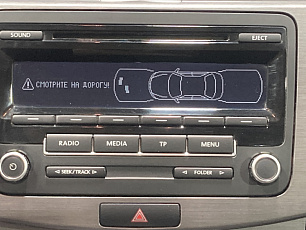 SOUND EJECT
СМОТРИТЕ НА ДОРОГУ!
RADIO MEDIA TP MENU
SEEK/TRACK FOLDER